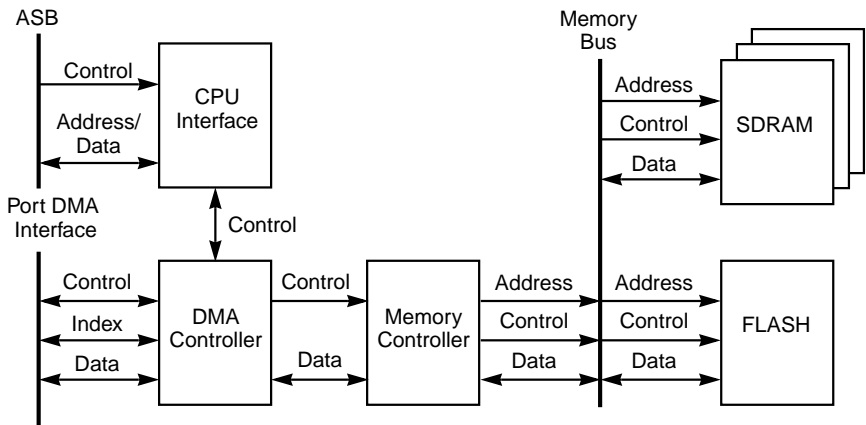 ASB
Memory
Bus
Control
CPU
Interface
Address/
Data
Address
Control
Data
SDRAM
Port DMA
Interface
Control
Control
Index
Data
DMA
Controller
Control
Data
Memory
Controller
Address
Control
Data
Address
Control
Data
FLASH